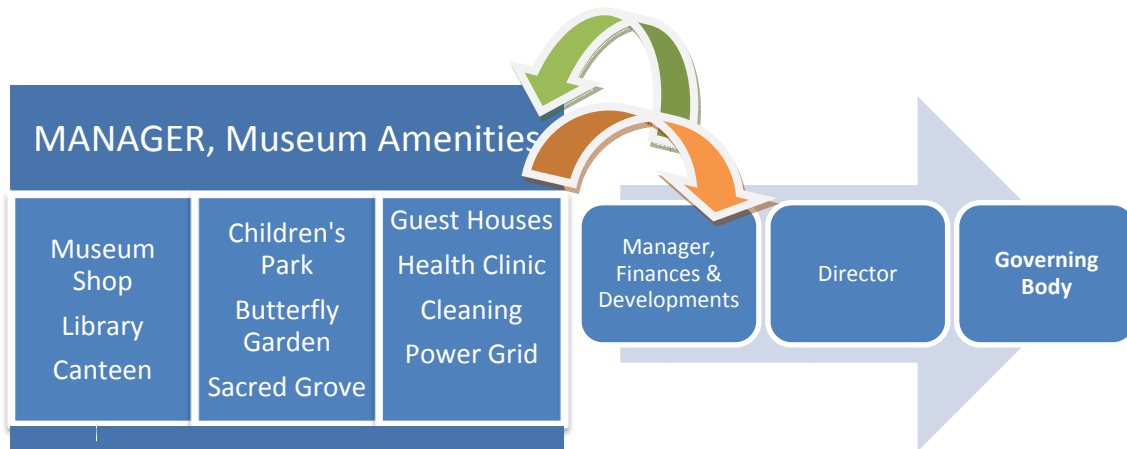 MANAGER, Museum Amenities
Museum
Shop
Library
Canteen
Children's
Park
Butterfly
Garden
Sacred Grove
Guest Houses
Health Clinic
Cleaning
Power Grid
Manager,
Finances &
Developments
Director
Governing
Body